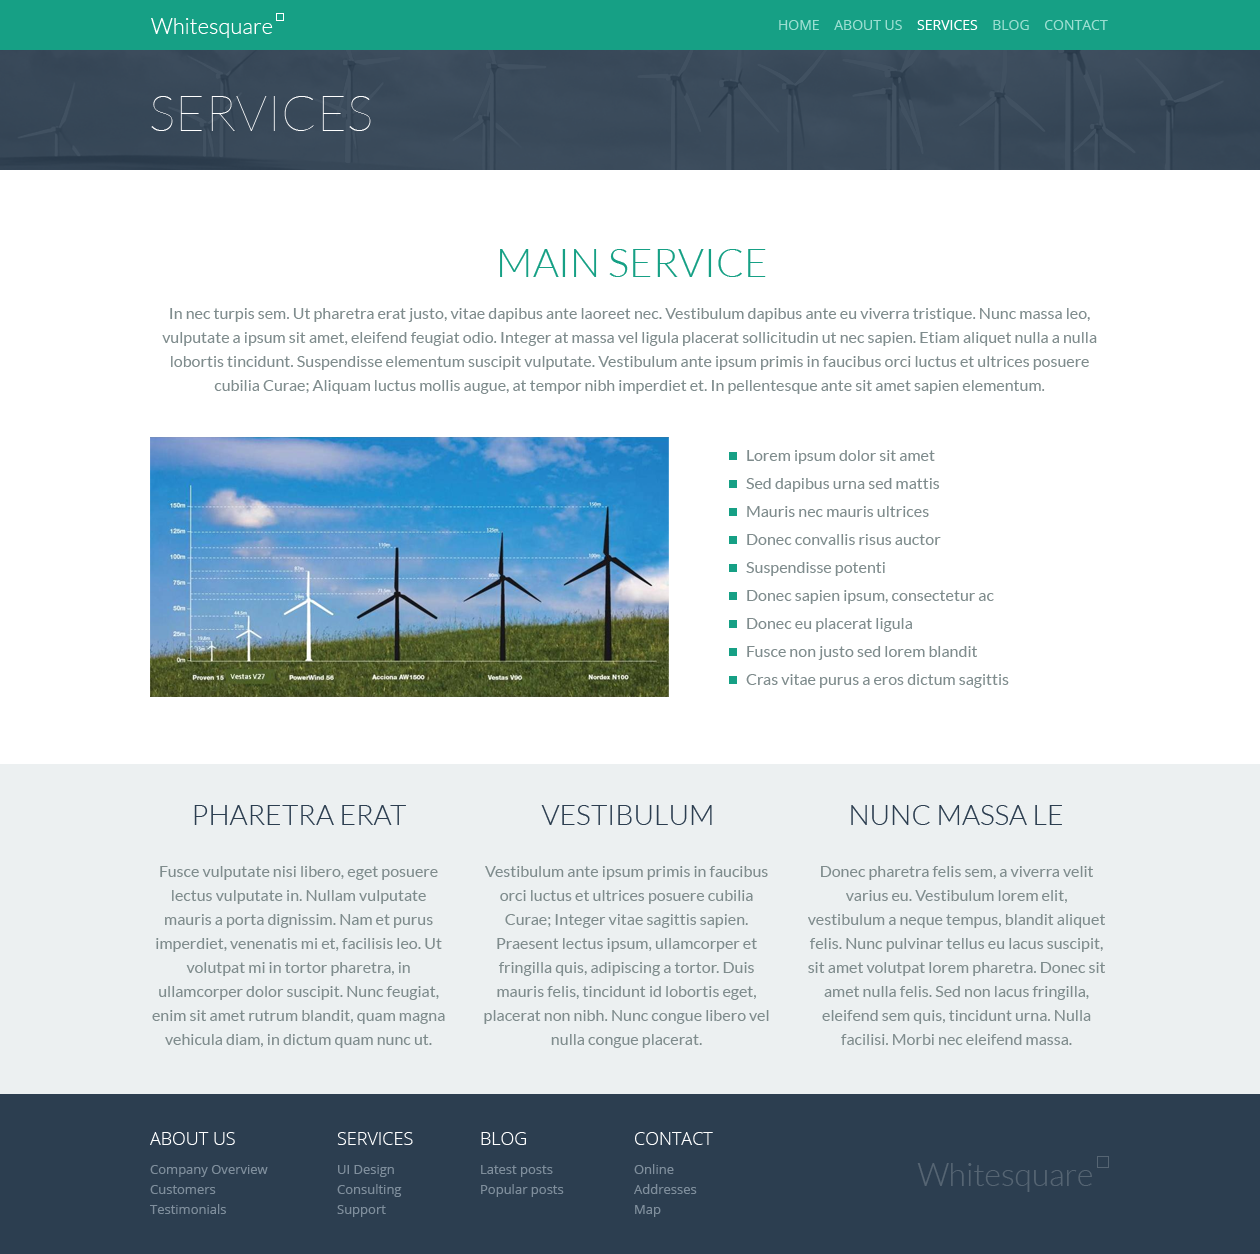 Whitesquare
HOME ABOUT US SERVICES BLOG CONTACT
SERVICES
MAIN SERVICE
In nec turpis sem. Ut pharetra erat justo, vitae dapibus ante laoreet nec. Vestibulum dapibus ante eu viverra tristique. Nunc massa leo,
vulputate a ipsum sit amet, eleifend feugiat odio. Integer at massa vel ligula placerat sollicitudin ut nec sapien. Etiam aliquet nulla a nulla
lobortis tincidunt. Suspendisse elementum suscipit vulputate. Vestibulum ante ipsum primis in faucibus orci luctus et ultrices posuere
cubilia Curae; Aliquam luctus mollis augue, at tempor nibh imperdiet et. In pellentesque ante sit amet sapien elementum.
150m
125m
100m
75m
50m
25m
0m
150m
125m
110m
100m
Proven 15 Vestas V27 PowerWind 56 Acciona AW1500 Vestas V90 Nordex N100
Lorem ipsum dolor sit amet
Sed dapibus urna sed mattis
Mauris nec mauris ultrices
Donec convallis risus auctor
Suspendisse potenti
Donec sapien ipsum, consectetur ac
Donec eu placerat ligula
Fusce non justo sed lorem blandit
Cras vitae purus a eros dictum sagittis
PHARETRA ERAT
Fusce vulputate nisi libero, eget posuere
lectus vulputate in. Nullam vulputate
mauris a porta dignissim. Nam et purus
imperdiet, venenatis mi et, facilisis leo. Ut
volutpat mi in tortor pharetra, in
ullamcorper dolor suscipit. Nunc feugiat,
enim sit amet rutrum blandit, quam magna
vehicula diam, in dictum quam nunc ut.
VESTIBULUM
Vestibulum ante ipsum primis in faucibus
orci luctus et ultrices posuere cubilia
Curae; Integer vitae sagittis sapien.
Praesent lectus ipsum, ullamcorper et
fringilla quis, adipiscing a tortor. Duis
mauris felis, tincidunt id lobortis eget,
placerat non nibh. Nunc congue libero vel
nulla congue placerat.
NUNC MASSA LE
Donec pharetra felis sem, a viverra velit
varius eu. Vestibulum lorem elit,
vestibulum a neque tempus, blandit aliquet
felis. Nunc pulvinar tellus eu lacus suscipit,
sit amet volutpat lorem pharetra. Donec sit
amet nulla felis. Sed non lacus fringilla,
eleifend sem quis, tincidunt urna. Nulla
facilisi. Morbi nec eleifend massa.
ABOUT US
Company Overview
Customers
Testimonials
SERVICES
UI Design
Consulting
Support
BLOG
Latest posts
Popular posts
CONTACT
Online
Addresses
Map
Whitesquare